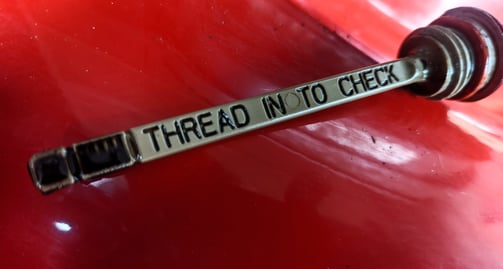 THREAD IN TO CHECK